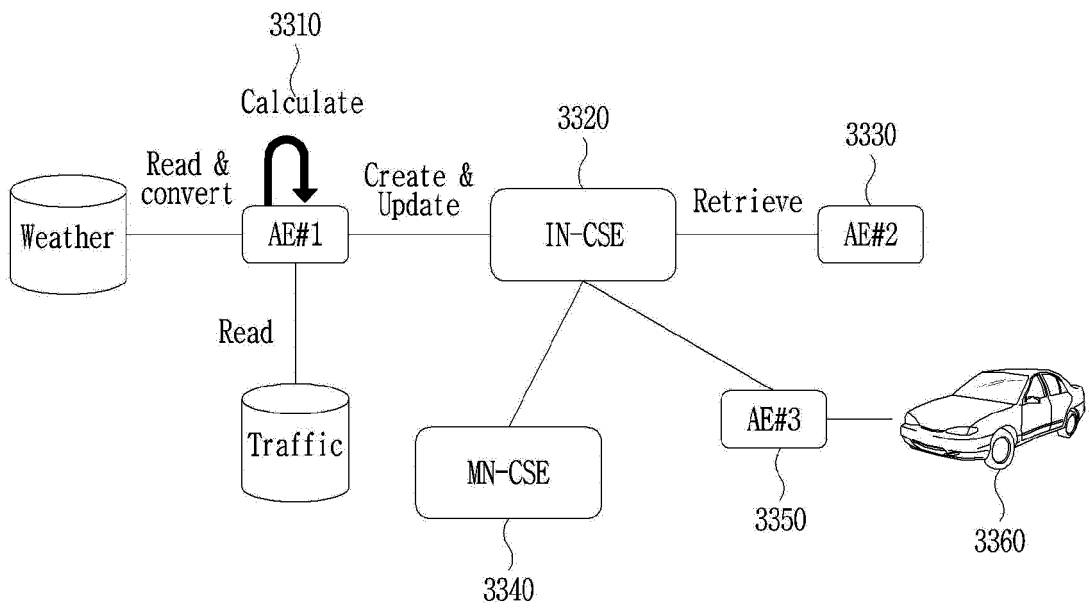 3310
Calculate
3320
3330
Read &
convert
Create &
Update
Retrieve
Weather
AE#1
IN-CSE
AE#2
Read
Traffic
MN-CSE
AE#3
3350
3360
3340